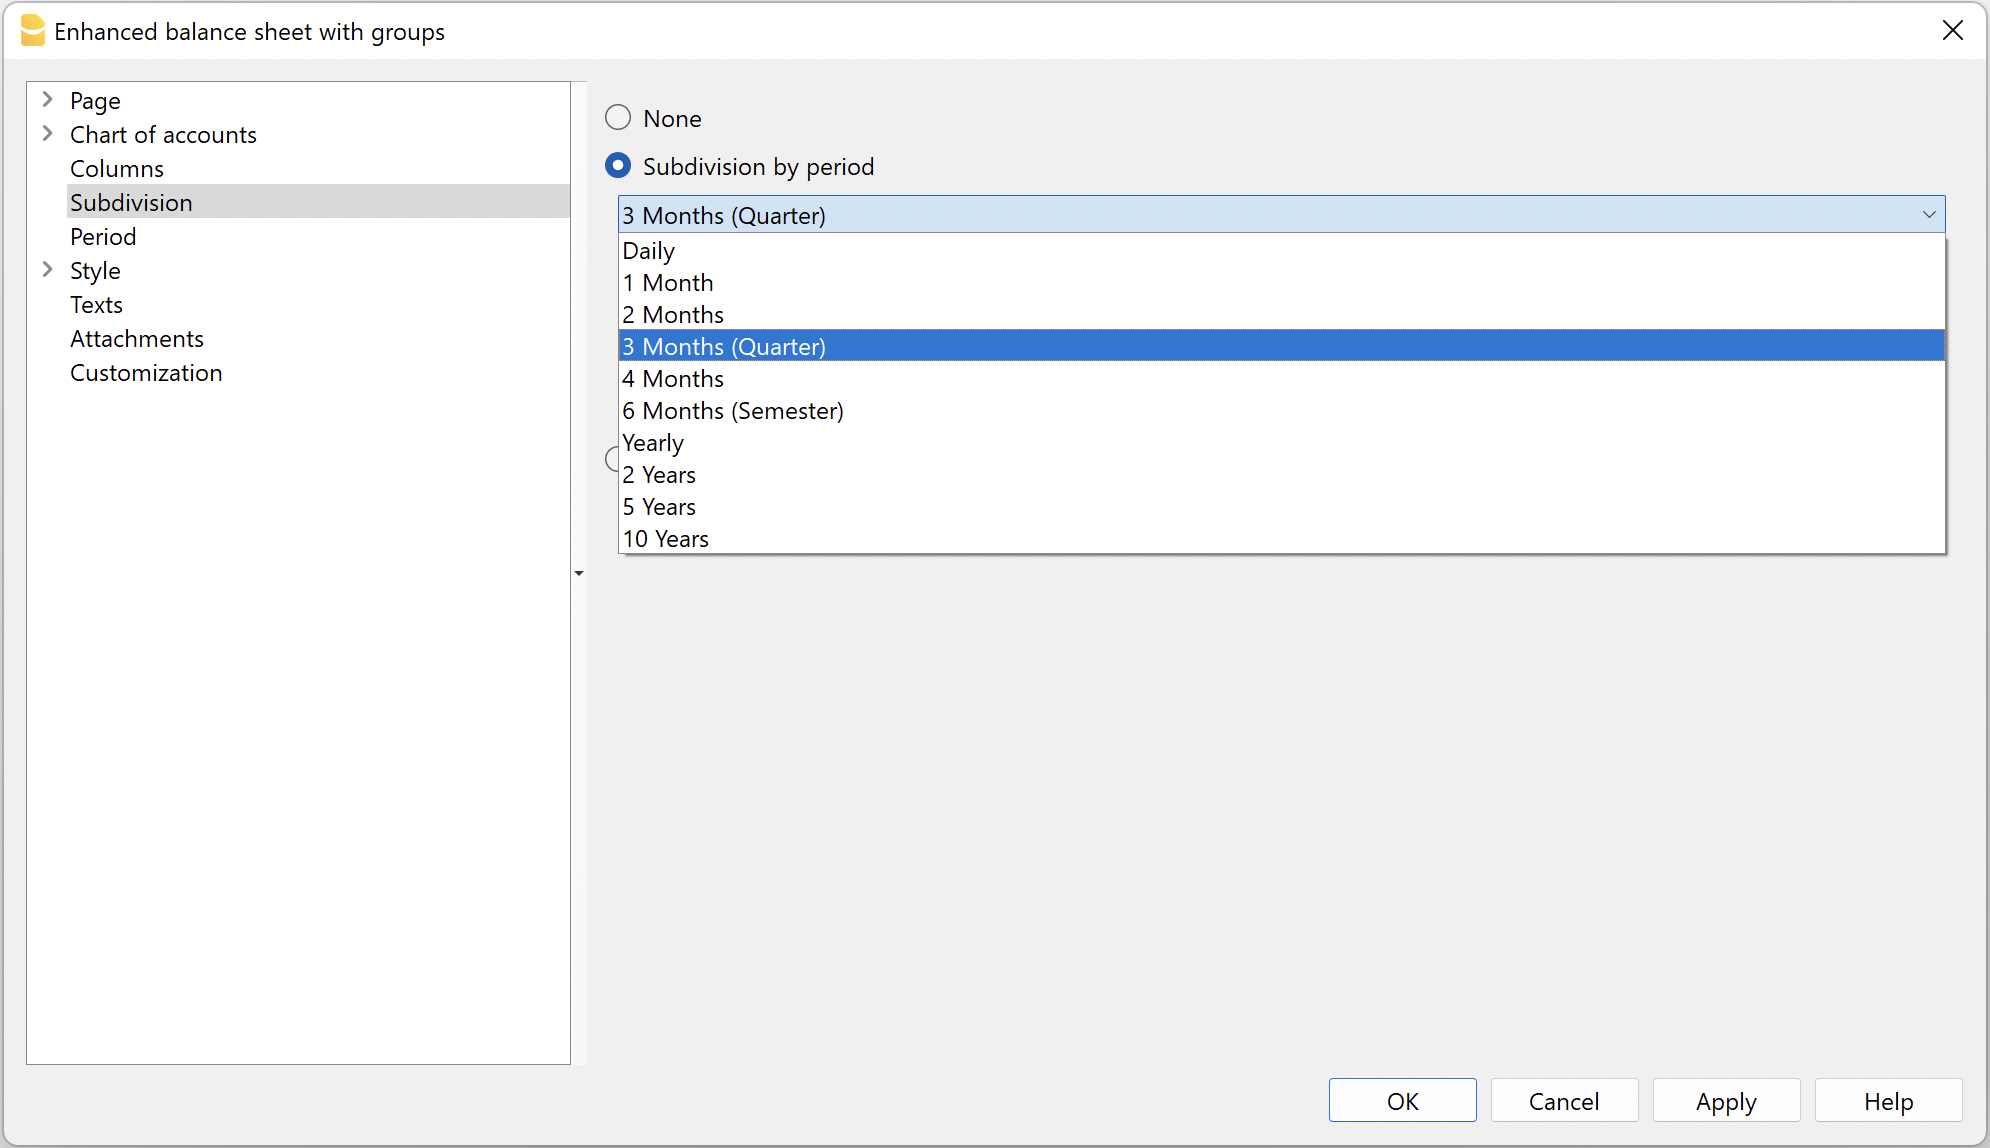 Enhanced balance sheet with groups
Page
Chart of accounts
Columns
Subdivision
Period
Style
Texts
Attachments
Customization
None
Subdivision by period
3 Months (Quarter)
Daily
1 Month
2 Months
3 Months (Quarter)
4 Months
6 Months (Semester)
Yearly
2 Years
5 Years
10 Years
OK
Cancel
Apply
Help